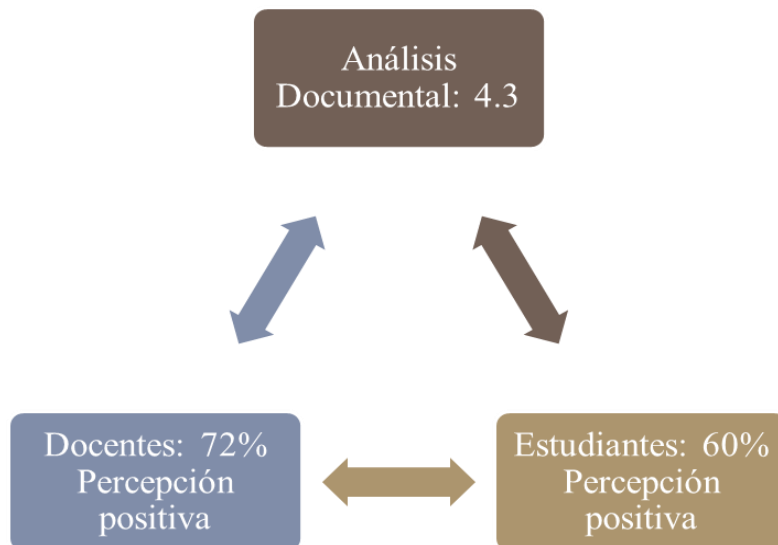 Análisis
Documental: 4.3
Docentes: 72%
Percepción
positiva
Estudiantes: 60%
Percepción
positiva